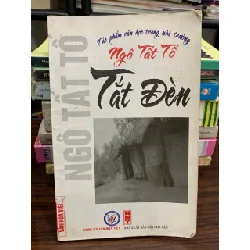 Tác phẩm văn học trong nhà trường
Ngô Tất Tố
Tắt Đèn
NGÔ TẤT TỐ